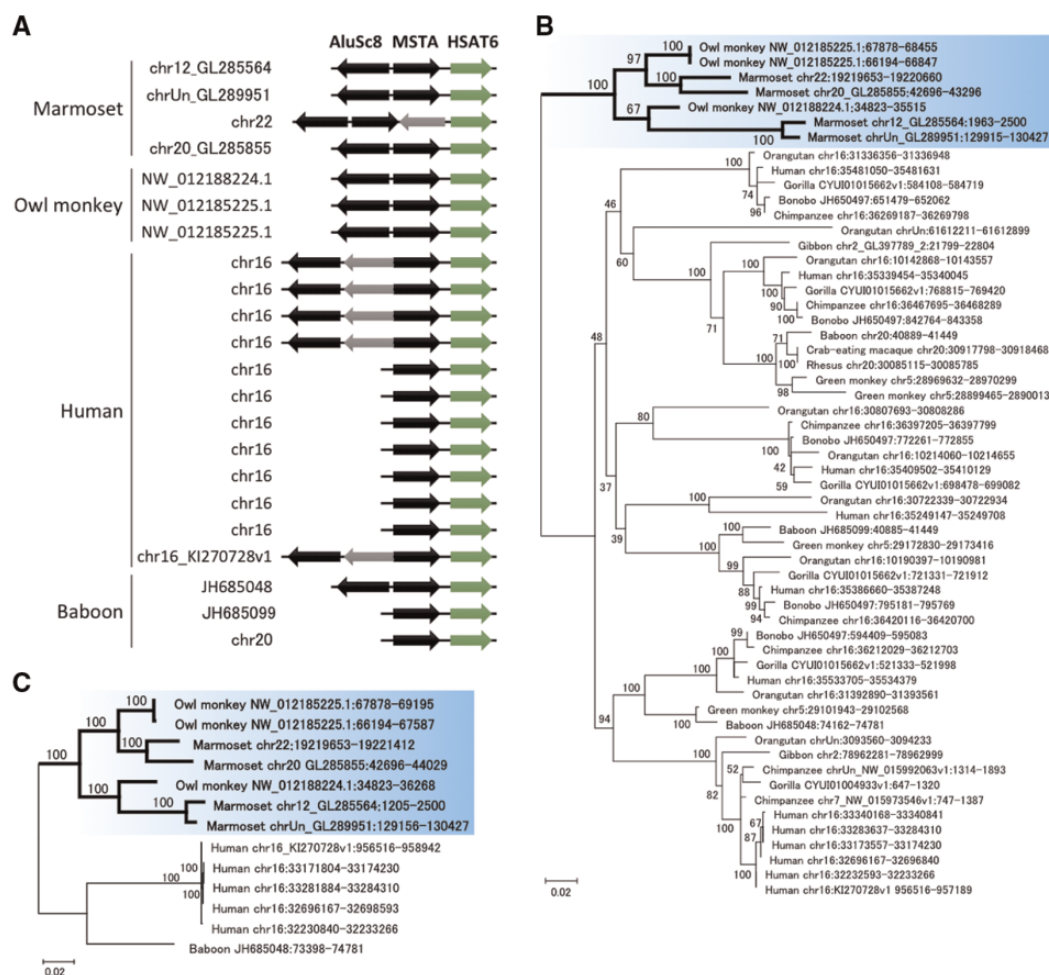 A
AluSc8 MSTA HSAT6
Marmoset
chr12_GL285564
chrUn_GL289951
chr22
chr20_GL285855
Owl monkey
NW_012188224.1
NW_012185225.1
NW_012185225.1
Human
chr16
chr16
chr16
chr16
chr16
chr16
chr16
chr16
chr16
chr16
chr16
chr16_KI270728v1
Baboon
JH685048
JH685099
chr20
B
100 Owl monkey NW_012185225.1:67878-68455
97 Owl monkey NW_012185225.1:66194-66847
100 Marmoset chr22:19219653-19220660
100 Marmoset chr20_GL285855:42696-43296
67 Owl monkey NW_012188224.1:34823-35515
Marmoset chr12_GL285564:1963-2500
100 Marmoset chrUn_GL289951:129915-130427
Orangutan chr16:31336356-31336948
100 Human chr16:35481050-35481631
Gorilla CYUI01015662v1:584108-584719
74 Bonobo JH650497:651479-652062
96 Chimpanzee chr16:36269187-36269798
46
Orangutan chrUn:61612211-61612899
60 Gibbon chr2_GL397789_2:21799-22804
100 Orangutan chr16:10142868-10143557
100 Human chr16:35339454-35340045
100 Gorilla CYUI01015662v1:768815-769420
90 Chimpanzee chr16:36467695-36468289
100 Bonobo JH650497:842764-843358
71
71 Baboon chr20:40889-41449
Crab-eating macaque chr20:30917798-30918468
100 Rhesus chr20:30085115-30085785
Green monkey chr5:28969632-28970299
98 Green monkey chr5:28899465-2890013
48
Orangutan chr16:30807693-30808286
80 Chimpanzee chr16:36397205-36397799
Bonobo JH650497:772261-772855
100 Orangutan chr16:10214060-10214655
42 Human chr16:35409502-35410129
59 Gorilla CYUI01015662v1:698478-699082
37
Orangutan chr16:30722339-30722934
100 Human chr16:35249147-35249708
39
100 Baboon JH685099:40885-41449
Green monkey chr5:29172830-29173416
100
99 Orangutan chr16:10190397-10190981
Gorilla CYUI01015662v1:721331-721912
88 Human chr16:35386660-35387248
99 Bonobo JH650497:795181-795769
94 Chimpanzee chr16:36420116-36420700
99 Bonobo JH650497:594409-595083
Chimpanzee chr16:36212029-36212703
100 Gorilla CYUI01015662v1:521333-521998
Human chr16:35533705-35534379
100 Orangutan chr16:31392890-31393561
100 Green monkey chr5:29101943-29102568
Baboon JH685048:74162-74781
94
100 Orangutan chrUn:3093560-3094233
Gibbon chr2:78962281-78962999
52 Chimpanzee chrUn_NW_015992063v1:1314-1893
82 Gorilla CYUI01004933v1:647-1320
Chimpanzee chr7_NW_015973546v1:747-1387
Human chr16:33340168-33340841
67 Human chr16:33283637-33284310
87 Human chr16:33173557-33174230
Human chr16:32696167-32696840
100 Human chr16:32232593-32233266
Human chr16:KI270728v1 956516-957189
0.02
C
100 Owl monkey NW_012185225.1:67878-69195
100 Owl monkey NW_012185225.1:66194-67587
Marmoset chr22:19219653-19221412
100 Marmoset chr20 GL285855:42696-44029
100
100 Owl monkey NW_012188224.1:34823-36268
100 Marmoset chr12_GL285564:1205-2500
Marmoset chrUn_GL289951:129156-130427
Human chr16_KI270728v1:956516-958942
100 Human chr16:33171804-33174230
100 Human chr16:33281884-33284310
Human chr16:32696167-32698593
Human chr16:32230840-32233266
Baboon JH685048:73398-74781
0.02